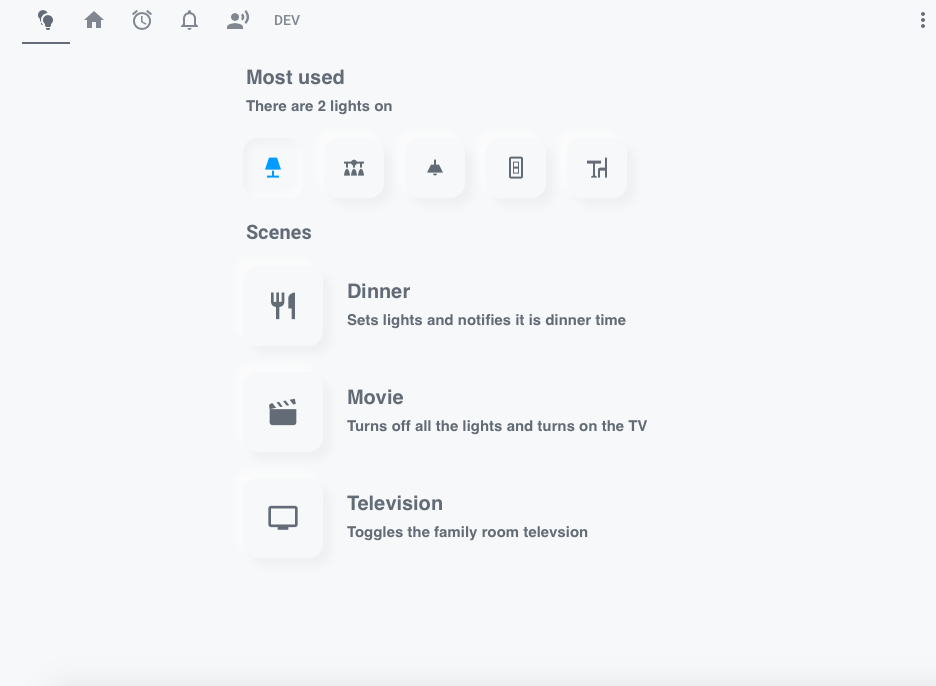 DEV
Most used
There are 2 lights on
Scenes
Dinner
Sets lights and notifies it is dinner time
Movie
Turns off all the lights and turns on the TV
Television
Toggles the family room televsion